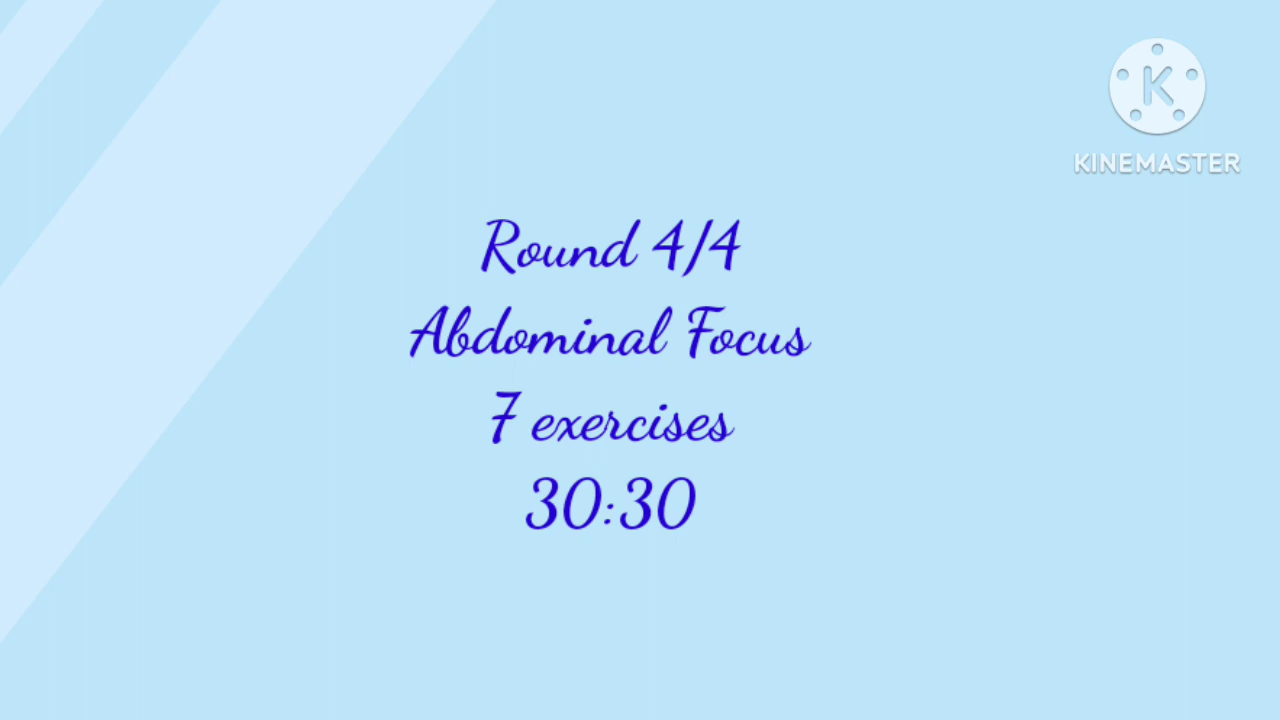 KINEMASTER
Round 4/4
Abdominal Focus
7 exercises
30:30